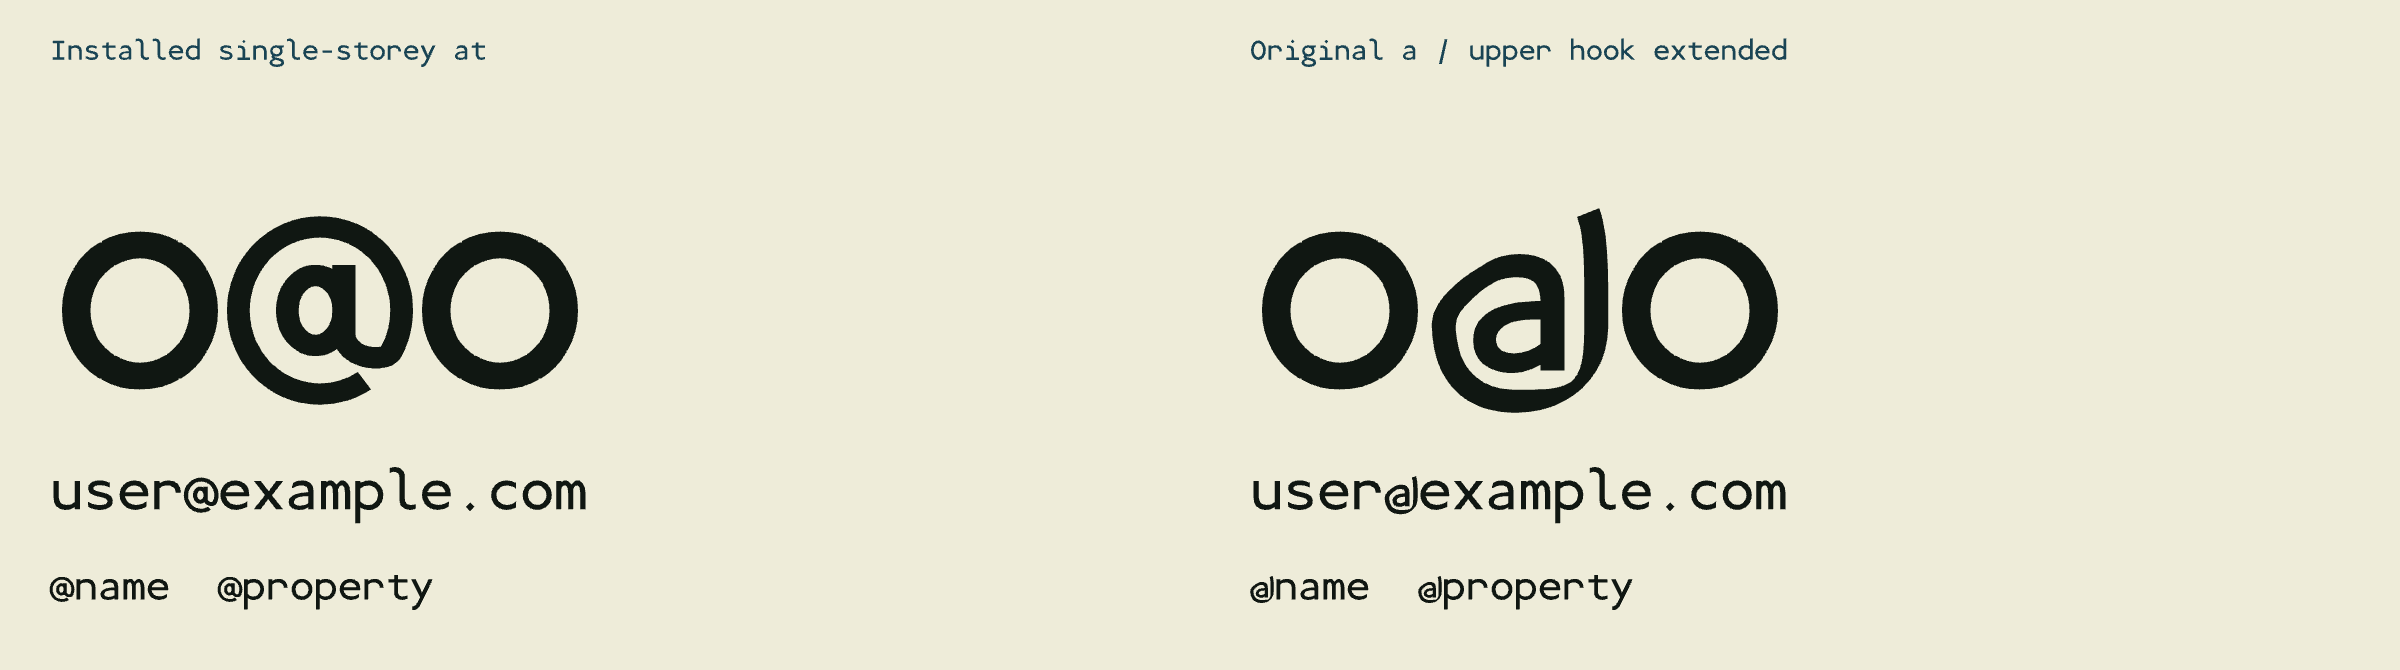 Installed single-storey at
Original a / upper hook extended
O@O
O@O
user@example.com
user@example.com
@name @property
@name @property